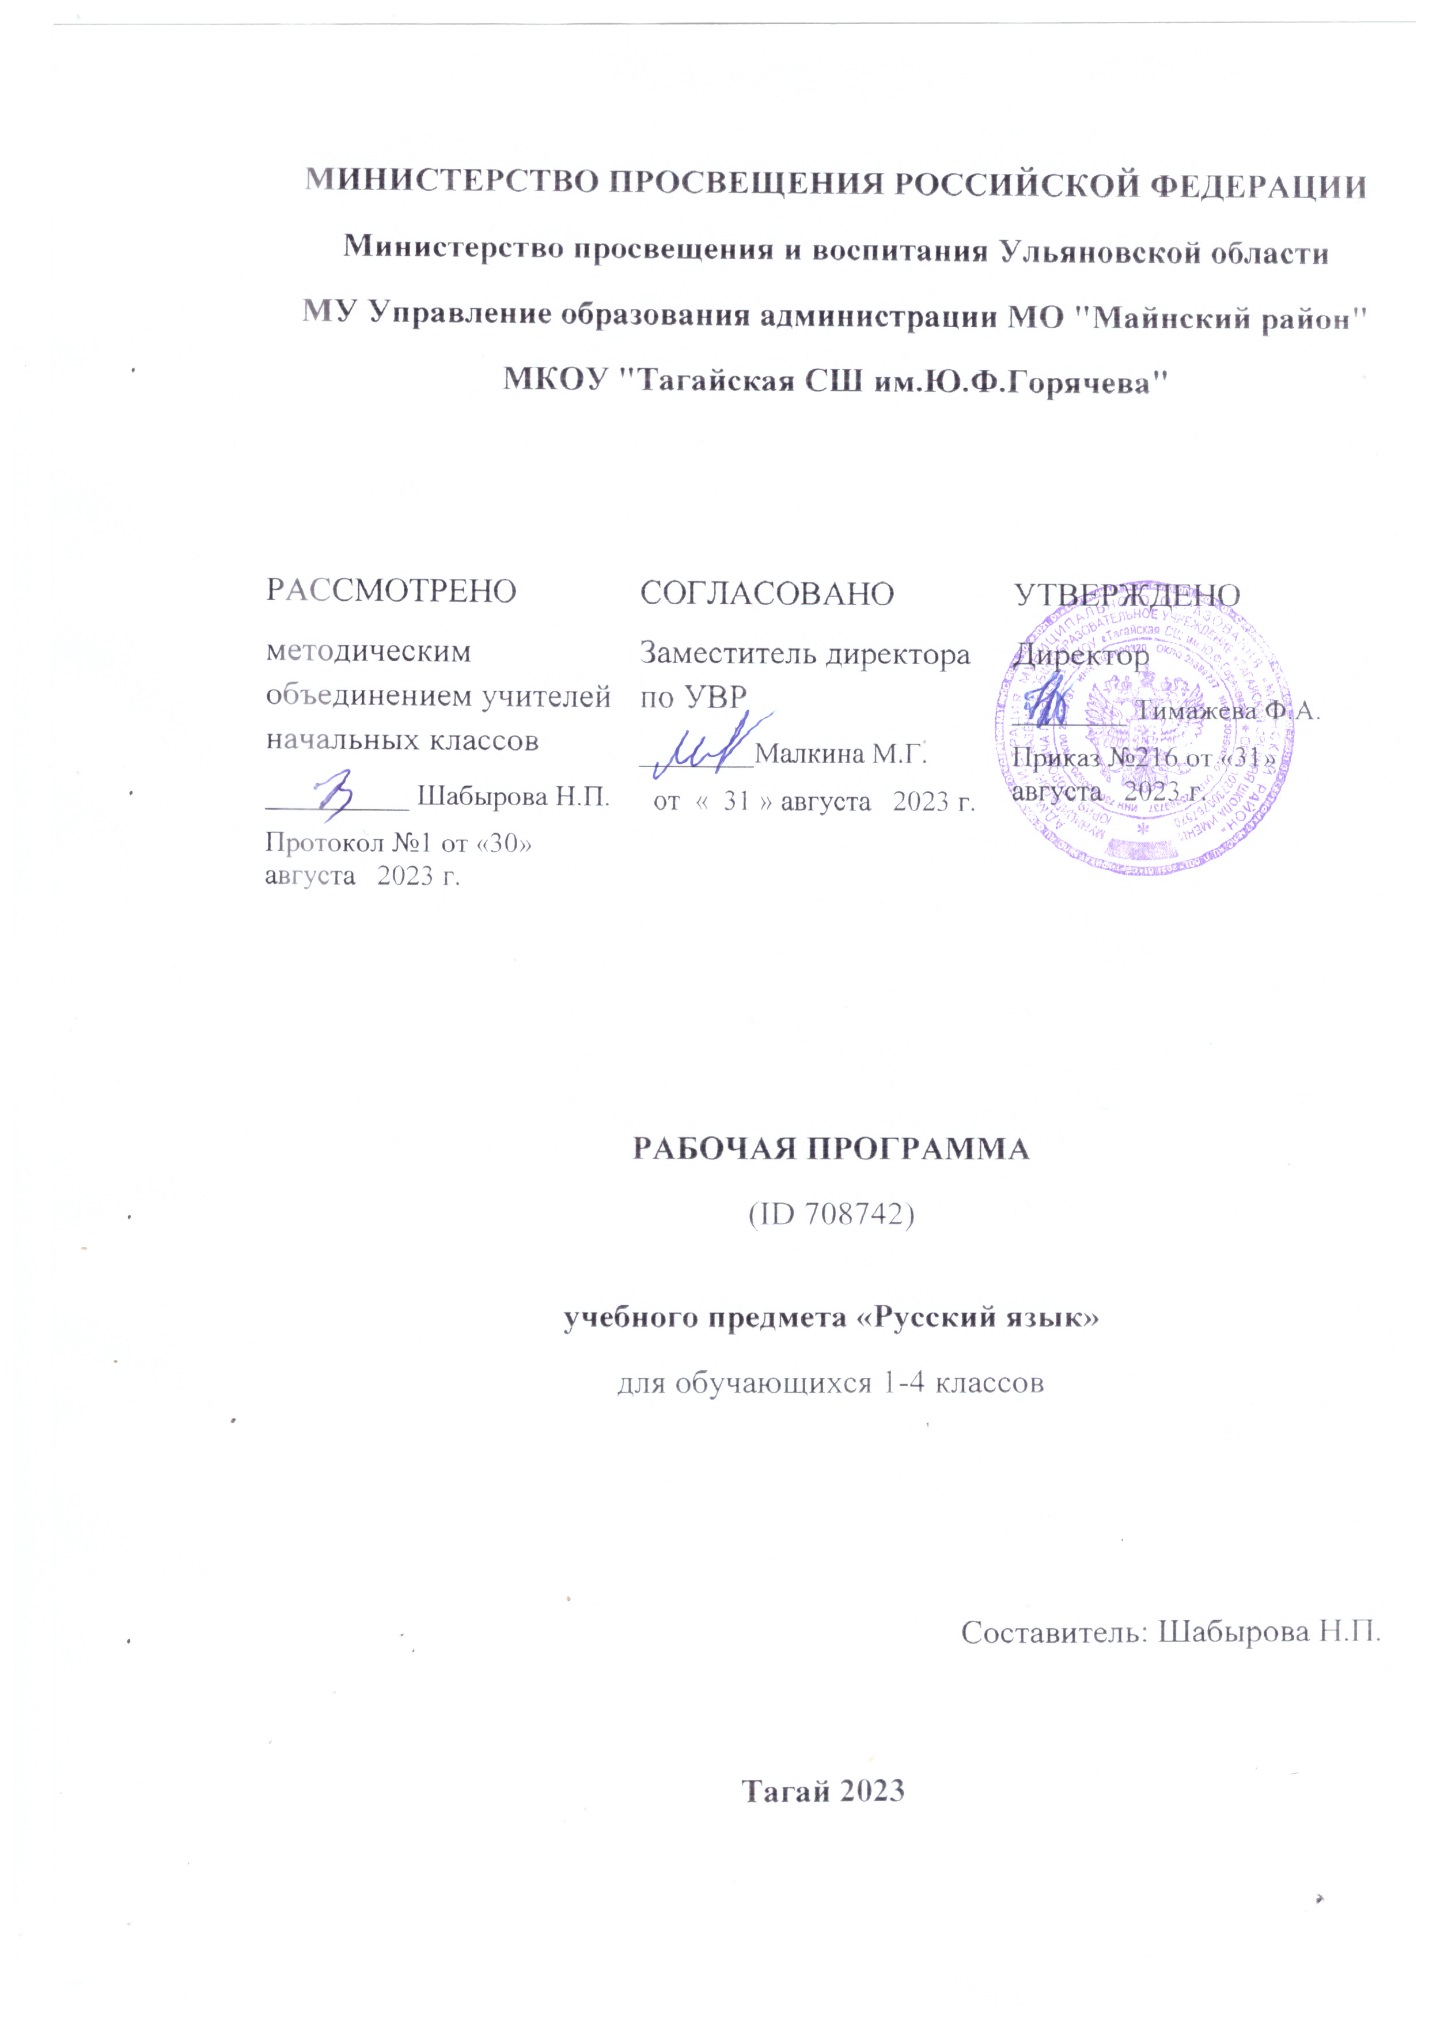 МИНИСТЕРСТВО ПРОСВЕЩЕНИЯ РОССИЙСКОЙ ФЕДЕРАЦИИ
Министерство просвещения и воспитания Ульяновской области
МУ Управление образования администрации МО "Майнский район"
МКОУ "Тагайская СШ им.Ю.Ф.Горячева"
РАССМОТРЕНО
методическим
объединением учителей
начальных классов
__________ Шабырова Н.П.
Протокол №1 от «30»
августа 2023 г.
СОГЛАСОВАНО
Заместитель директора
по УВР
________Малкина М.Г.
от « 31 » августа 2023 г.
УТВЕРЖДЕНО
Директор
________ Тимажева Ф.А.
Приказ №216 от «31»
августа 2023 г.
РАБОЧАЯ ПРОГРАММА
(ID 708742)
учебного предмета «Русский язык»
для обучающихся 1-4 классов
Составитель: Шабырова Н.П.
Тагай 2023